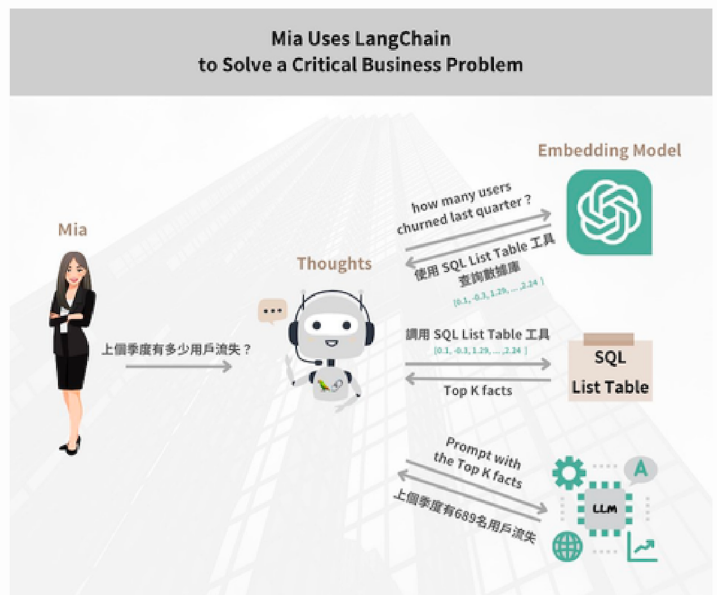 Mia Uses LangChain
to Solve a Critical Business Problem
Embedding Model
how many users
churned last quarter ?
使用 SQL List Table 工具
查詢數據庫
[0.1, -0.3, 1.29, ... ,2.24 ]
Mia
Thoughts
上個季度有多少用戶流失？
調用 SQL List Table 工具
[0.1, -0.3, 1.29, ... ,2.24 ]
Top K facts
SQL
List Table
Prompt with
the Top K facts
上個季度有689名用戶流失
A
LLM